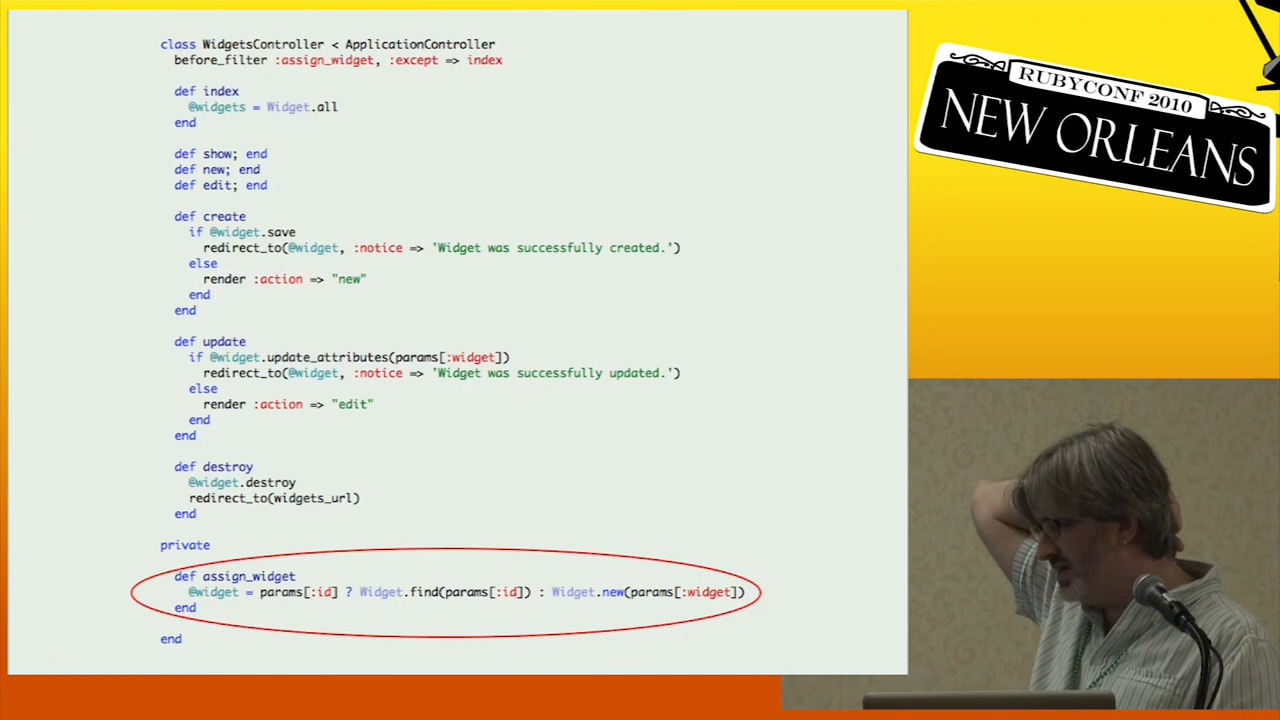 class WidgetsController < ApplicationController
  before_filter :assign_widget, :except => index

  def index
    @widgets = Widget.all
  end

  def show; end
  def new; end
  def edit; end

  def create
    if @widget.save
      redirect_to(@widget, :notice => 'Widget was successfully created.')
    else
      render :action => "new"
    end
  end

  def update
    if @widget.update_attributes(params[:widget])
      redirect_to(@widget, :notice => 'Widget was successfully updated.')
    else
      render :action => "edit"
    end
  end

  def destroy
    @widget.destroy
    redirect_to(widgets_url)
  end

private

  def assign_widget
    @widget = params[:id] ? Widget.find(params[:id]) : Widget.new(params[:widget])
  end

end
RUBYCONF 2010
NEW ORLEANS